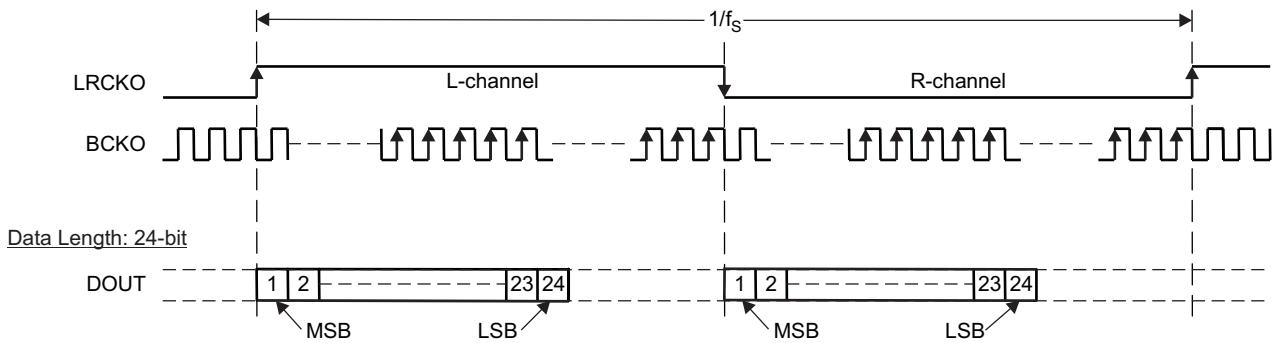 1/fS
LRCKO
L-channel
R-channel
BCKO
Data Length: 24-bit
DOUT
1 2 23 24 1 2 23 24
MSB LSB MSB LSB